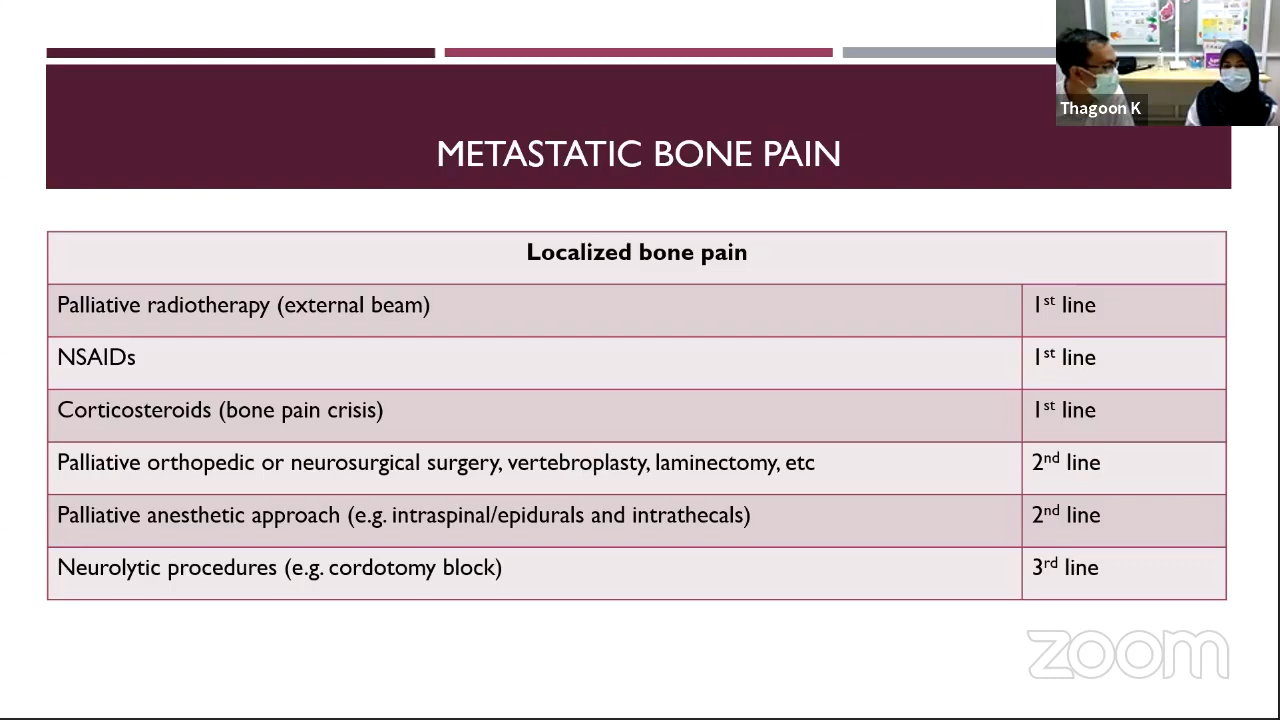 Thagoon K
METASTATIC BONE PAIN
Localized bone pain
Palliative radiotherapy (external beam) 1st line
NSAIDs 1st line
Corticosteroids (bone pain crisis) 1st line
Palliative orthopedic or neurosurgical surgery, vertebroplasty, laminectomy, etc 2nd line
Palliative anesthetic approach (e.g. intraspinal/epidurals and intrathecals) 2nd line
Neurolytic procedures (e.g. cordotomy block) 3rd line
zoom